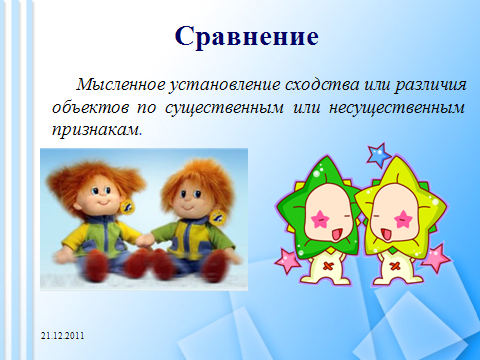 Сравнение
Мысленное установление сходства или различия
объектов по существенным или несущественным
признакам.
21.12.2011